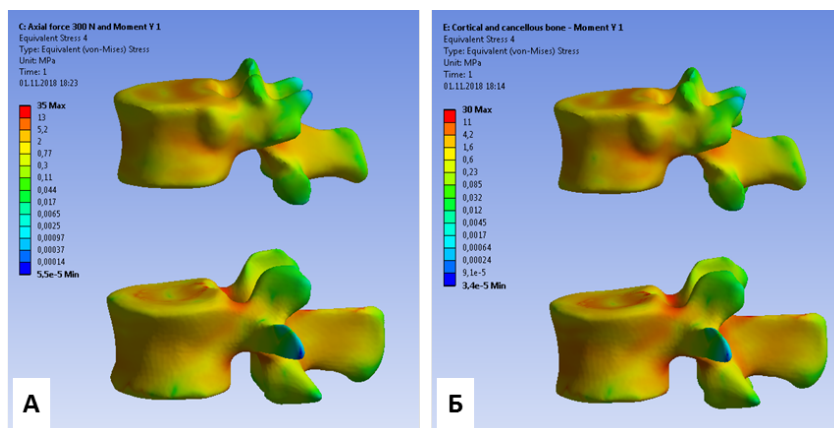 C: Axial force 300 N and Moment Y 1
Equivalent Stress 4
Type: Equivalent (von-Mises) Stress
Unit: MPa
Time: 1
01.11.2018 18:23
35 Max
13
5,2
2
0,77
0,3
0,11
0,044
0,017
0,0065
0,0025
0,00097
0,00037
0,00014
5,5e-5 Min
А
E: Cortical and cancellous bone - Moment Y 1
Equivalent Stress 4
Type: Equivalent (von-Mises) Stress
Unit: MPa
Time: 1
01.11.2018 18:14
30 Max
11
4,2
1,6
0,6
0,23
0,085
0,032
0,012
0,0045
0,0017
0,00064
0,00024
9,1e-5
3,4e-5 Min
Б